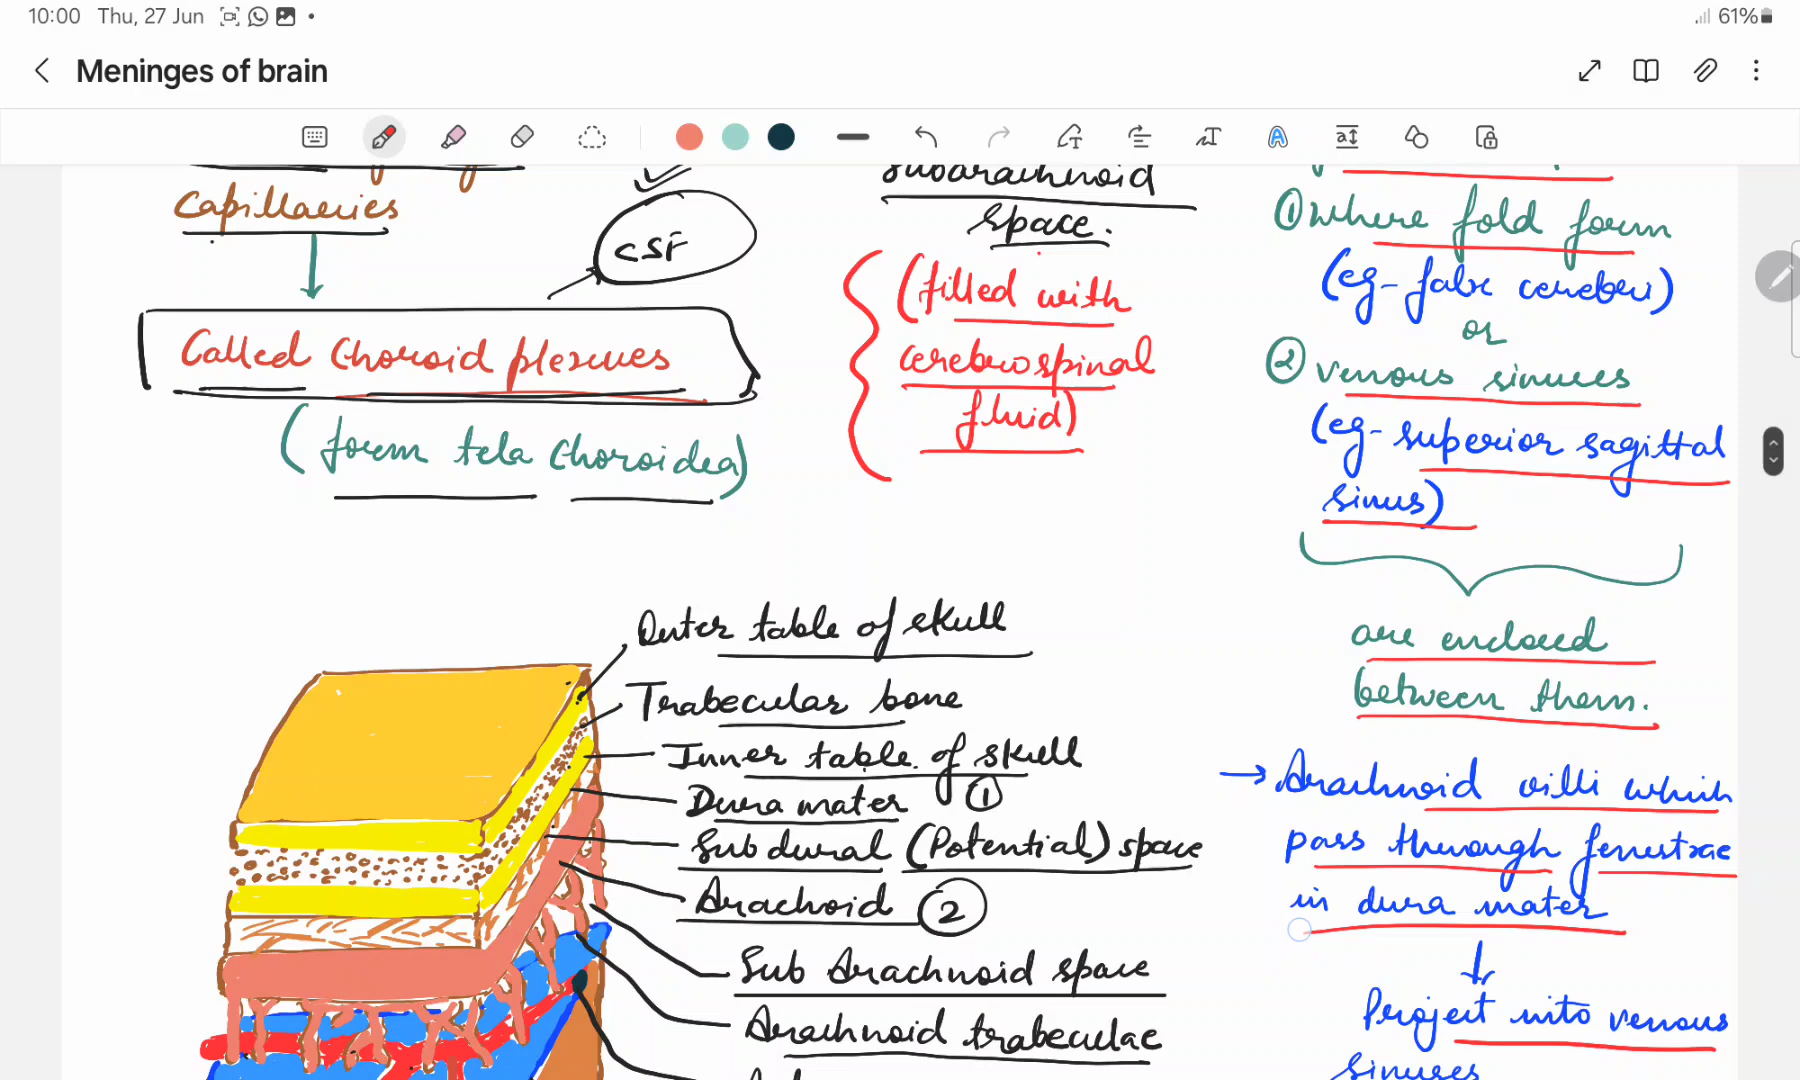 10:00 Thu, 27 Jun
61%
Meninges of brain
Capillaries
CSF
Called Choroid plexuses
(form tela choroidea)
subarachnoid
space.
(filled with
cerebrospinal
fluid)
① where fold form
(eg- falx cerebri)
or
② venous sinuses
(eg- superior sagittal
sinus)
are enclosed
between them.
→ Arachnoid villi which
pass through fenestrae
in dura mater
Project into venous
sinuses
Outer table of skull
Trabecular bone
Inner table of skull
Dura mater ①
Sub dural (Potential) space
Arachoid ②
Sub Arachnoid space
Arachnoid trabeculae